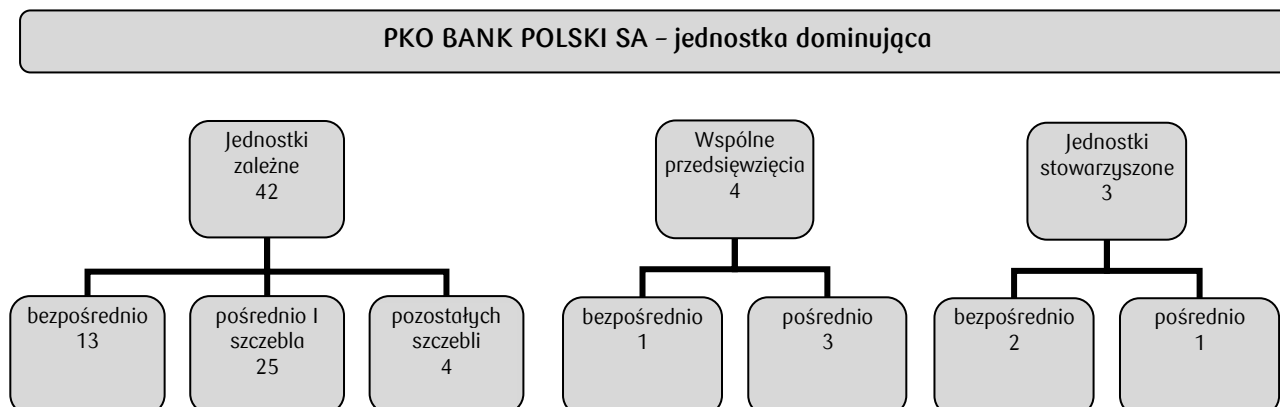 PKO BANK POLSKI SA – jednostka dominująca
Jednostki
zależne
42
Wspólne
przedsięwzięcia
4
Jednostki
stowarzyszone
3
bezpośrednio
13
pośrednio I
szczebla
25
pozostałych
szczebli
4
bezpośrednio
1
pośrednio
3
bezpośrednio
2
pośrednio
1